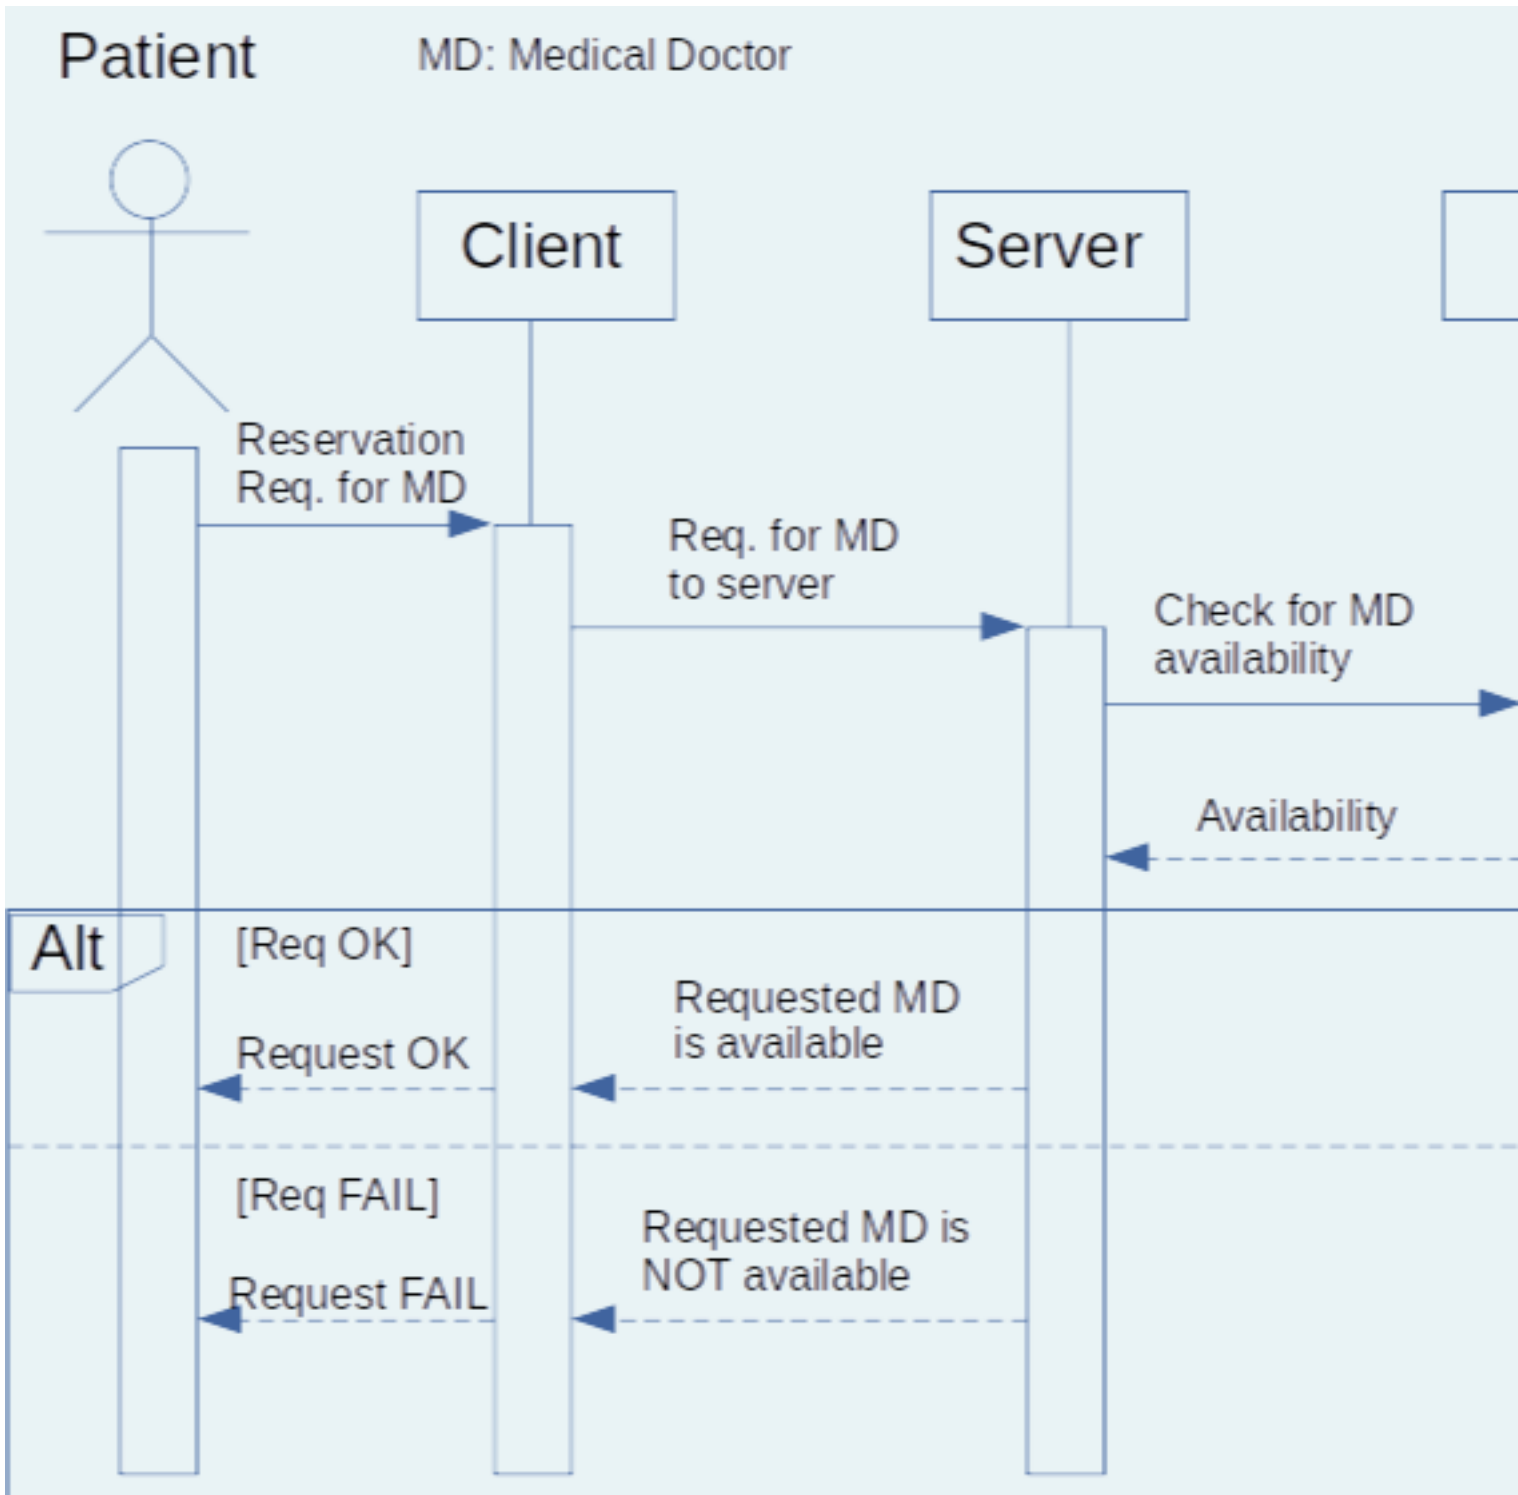 Patient
MD: Medical Doctor
Client
Server
Reservation
Req. for MD
Req. for MD
to server
Check for MD
availability
Availability
Alt
[Req OK]
Requested MD
is available
Request OK
[Req FAIL]
Requested MD is
NOT available
Request FAIL